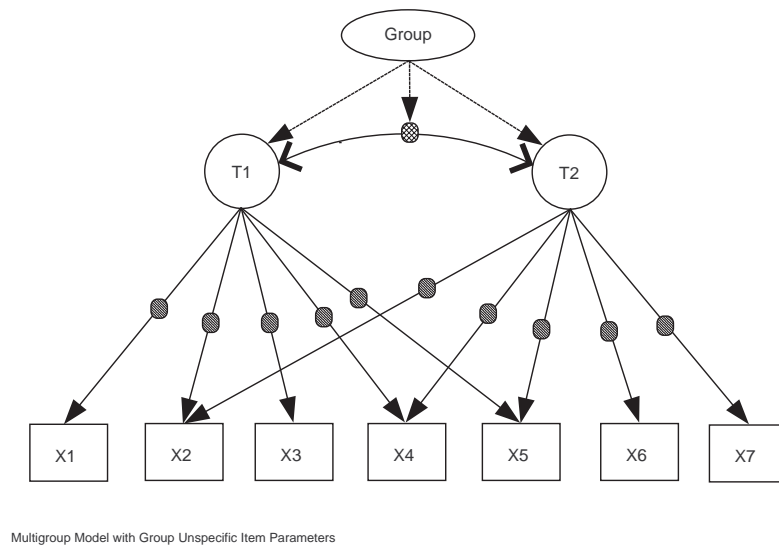 Group
T1
T2
X1 X2 X3 X4 X5 X6 X7
Multigroup Model with Group Unspecific Item Parameters